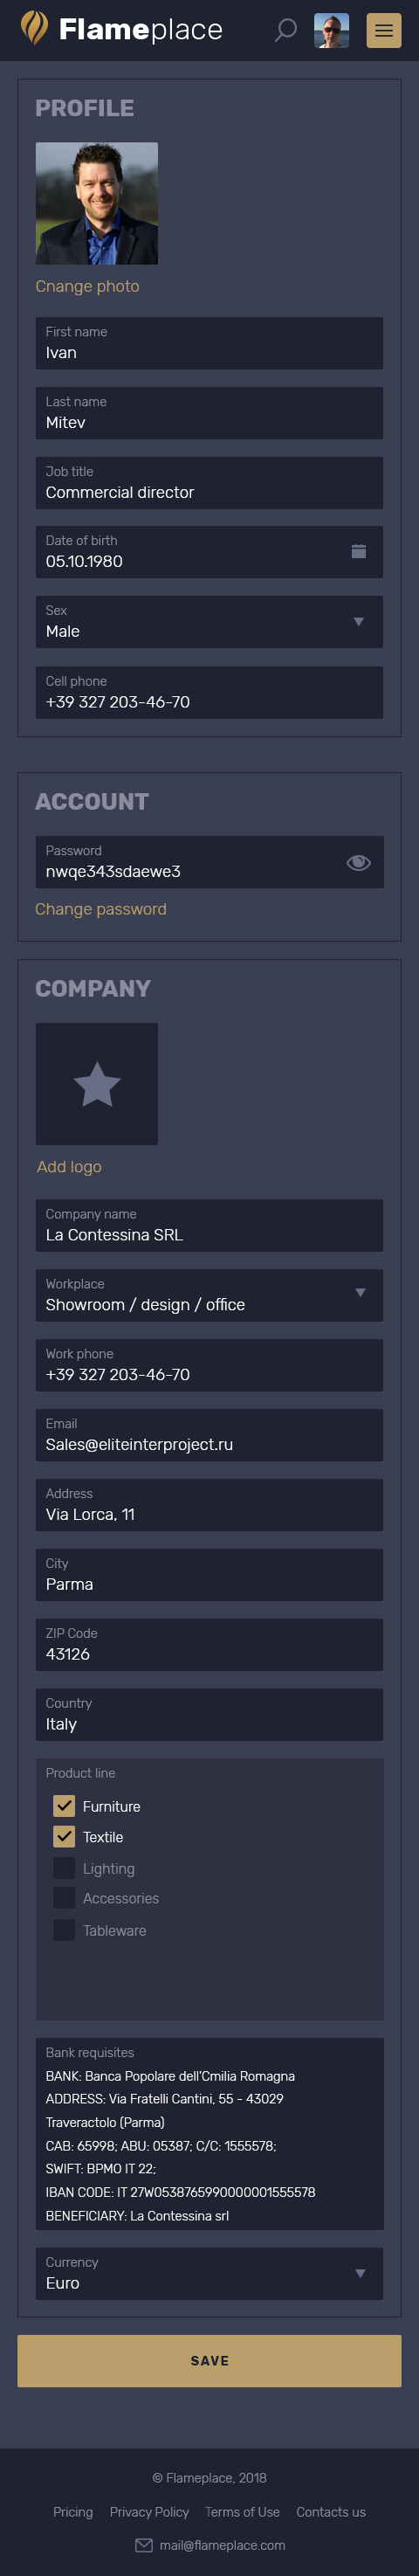 Flameplace
PROFILE
Cnange photo
First name
Ivan
Last name
Mitev
Job title
Commercial director
Date of birth
05.10.1980
Sex
Male
Cell phone
+39 327 203-46-70
ACCOUNT
Password
nwqe343sdaewe3
Change password
COMPANY
Add logo
Company name
La Contessina SRL
Workplace
Showroom / design / office
Work phone
+39 327 203-46-70
Email
Sales@eliteinterproject.ru
Address
Via Lorca, 11
City
Parma
ZIP Code
43126
Country
Italy
Product line
Furniture
Textile
Lighting
Accessories
Tableware
Bank requisites
BANK: Banca Popolare dell'Cmilia Romagna
ADDRESS: Via Fratelli Cantini, 55 - 43029
Traveractolo (Parma)
CAB: 65998; ABU: 05387; C/C: 1555578;
SWIFT: BPMO IT 22;
IBAN CODE: IT 27W0538765990000001555578
BENEFICIARY: La Contessina srl
Currency
Euro
SAVE
© Flameplace, 2018
Pricing Privacy Policy Terms of Use Contacts us
mail@flameplace.com